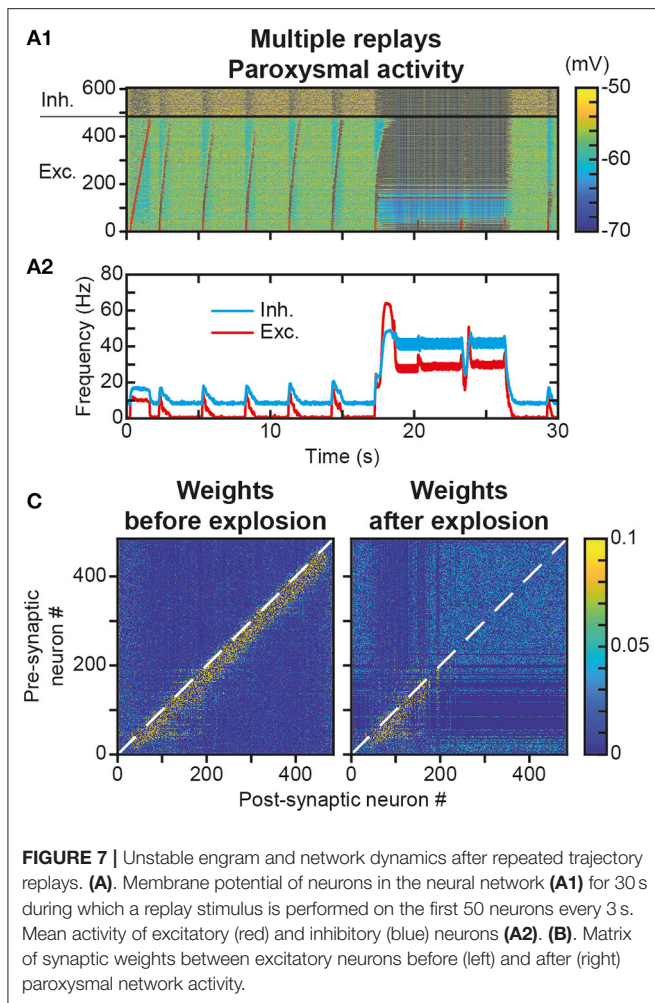 A1
Multiple replays
Paroxysmal activity
(mV)
Inh.
Exc.
600
400
200
0
-50
-60
-70
A2
Frequency (Hz)
80
60
40
20
0
Inh.
Exc.
0 10 20 30
Time (s)
C
Weights
before explosion
Weights
after explosion
Pre-synaptic
neuron #
400
200
0
0 200 400
0 200 400
0.1
0.05
0
Post-synaptic neuron #
FIGURE 7 | Unstable engram and network dynamics after repeated trajectory
replays. (A). Membrane potential of neurons in the neural network (A1) for 30 s
during which a replay stimulus is performed on the first 50 neurons every 3 s.
Mean activity of excitatory (red) and inhibitory (blue) neurons (A2). (B). Matrix
of synaptic weights between excitatory neurons before (left) and after (right)
paroxysmal network activity.